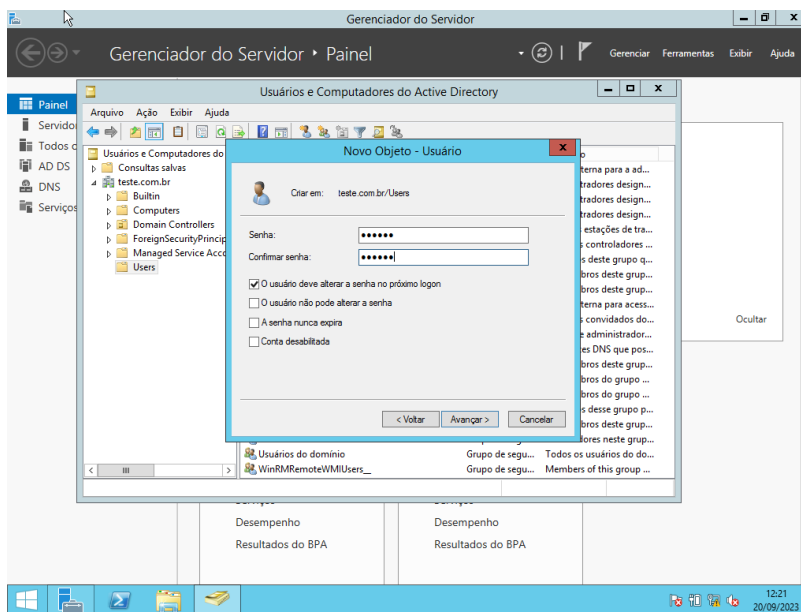 Gerenciador do Servidor
Gerenciador do Servidor ‣ Painel
Gerenciar Ferramentas Exibir Ajuda
Painel
Servido
Todos o
AD DS
DNS
Serviços
Usuários e Computadores do Active Directory
Arquivo Ação Exibir Ajuda
Usuários e Computadores do
Consultas salvas
teste.com.br
Builtin
Computers
Domain Controllers
ForeignSecurityPrincip
Managed Service Acco
Users
Novo Objeto - Usuário
Criar em: teste.com.br/Users
Senha: ••••••
Confirmar senha: ••••••
O usuário deve alterar a senha no próximo logon
O usuário não pode alterar a senha
A senha nunca expira
Conta desabilitada
< Voltar Avançar > Cancelar
o
terna para a ad...
tradores design...
tradores design...
tradores design...
estações de tra...
controladores ...
s deste grupo q...
bros deste grup...
bros deste grup...
terna para acess...
s convidados do...
e administrador...
es DNS que pos...
bros deste grup...
bros do grupo ...
bros do grupo ...
s desse grupo p...
bros deste grup...
lores neste grup...
Usuários do domínio Grupo de segu... Todos os usuários do do...
WinRMRemoteWMIUsers__ Grupo de segu... Members of this group ...
Ocultar
Desempenho Desempenho
Resultados do BPA Resultados do BPA
12:21
20/09/2023